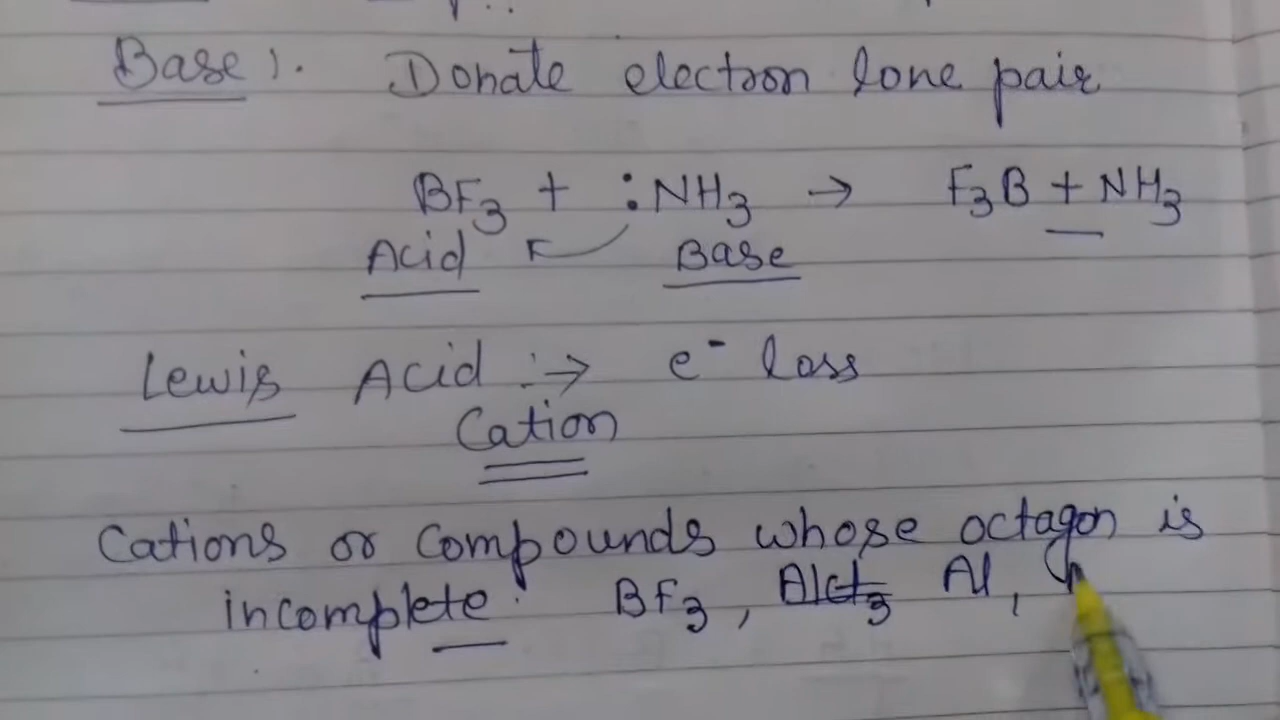 Base :. Donate electron lone pair
BF3 + :NH3 → F3B + NH3
Acid Base
Lewis Acid :→ e- loss
Cation
Cations or compounds whose octagon is
incomplete. BF3, AlCl3 Al,